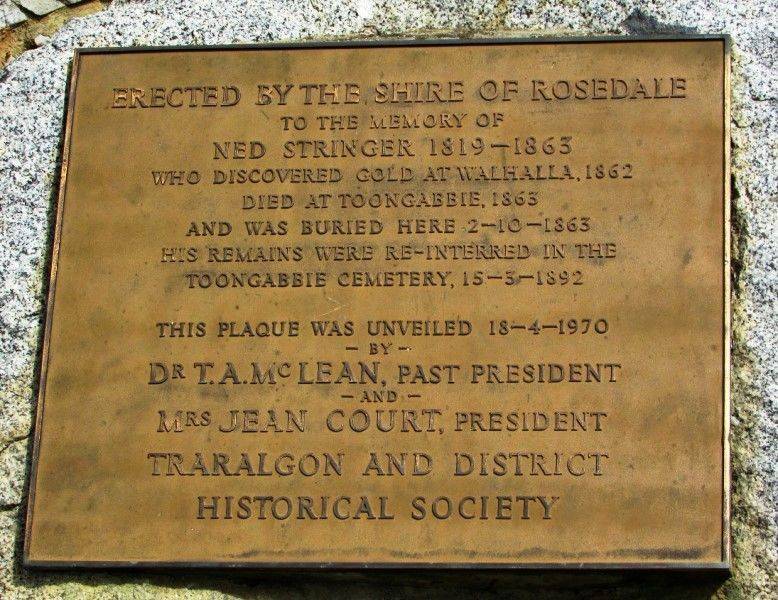 ERECTED BY THE SHIRE OF ROSEDALE
TO THE MEMORY OF
NED STRINGER 1819-1863
WHO DISCOVERED GOLD AT WALHALLA, 1862
DIED AT TOONGABBIE, 1863
AND WAS BURIED HERE 2-10-1863
HIS REMAINS WERE RE-INTERRED IN THE
TOONGABBIE CEMETERY, 15-3-1892
THIS PLAQUE WAS UNVEILED 18-4-1970
- BY -
DR T.A. MCLEAN, PAST PRESIDENT
- AND -
MRS JEAN COURT, PRESIDENT
TRARALGON AND DISTRICT
HISTORICAL SOCIETY